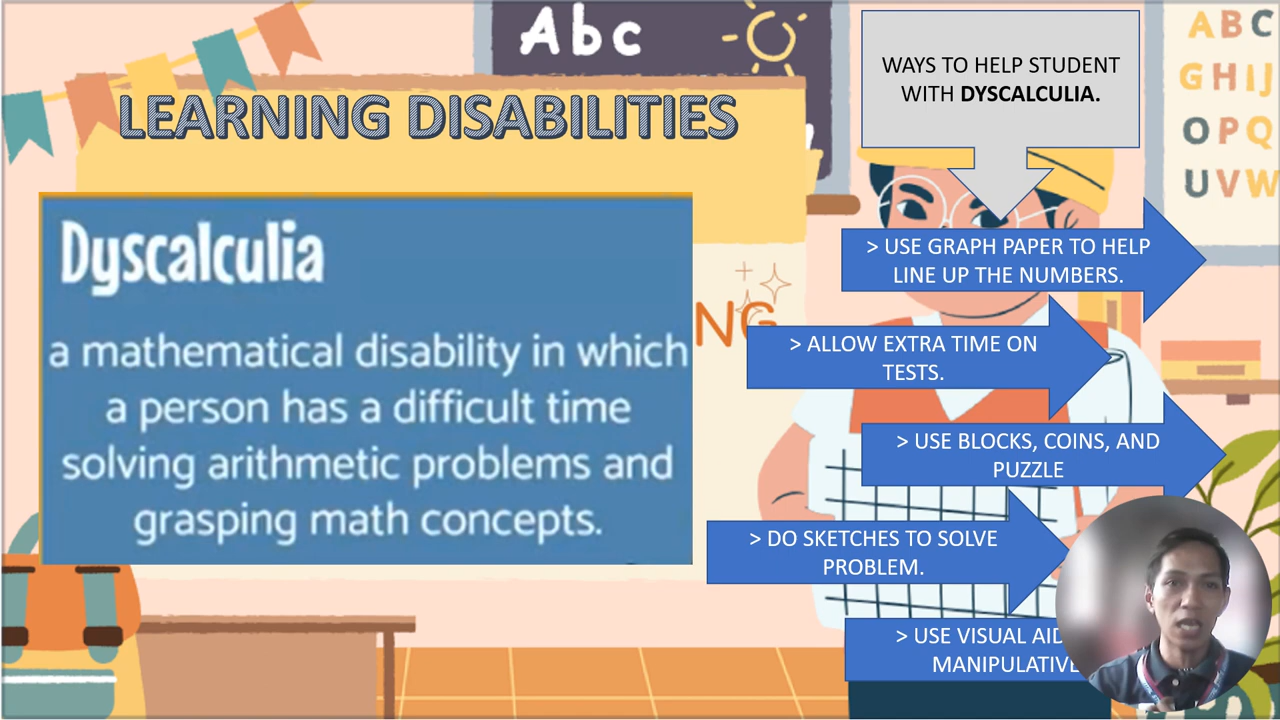 Abc
LEARNING DISABILITIES
Dyscalculia
a mathematical disability in which
a person has a difficult time
solving arithmetic problems and
grasping math concepts.
NG
WAYS TO HELP STUDENT
WITH DYSCALCULIA.
> USE GRAPH PAPER TO HELP
LINE UP THE NUMBERS.
> ALLOW EXTRA TIME ON
TESTS.
> USE BLOCKS, COINS, AND
PUZZLE
> DO SKETCHES TO SOLVE
PROBLEM.
> USE VISUAL AID
MANIPULATIVE
ABC
GHIJ
OPQ
UVW